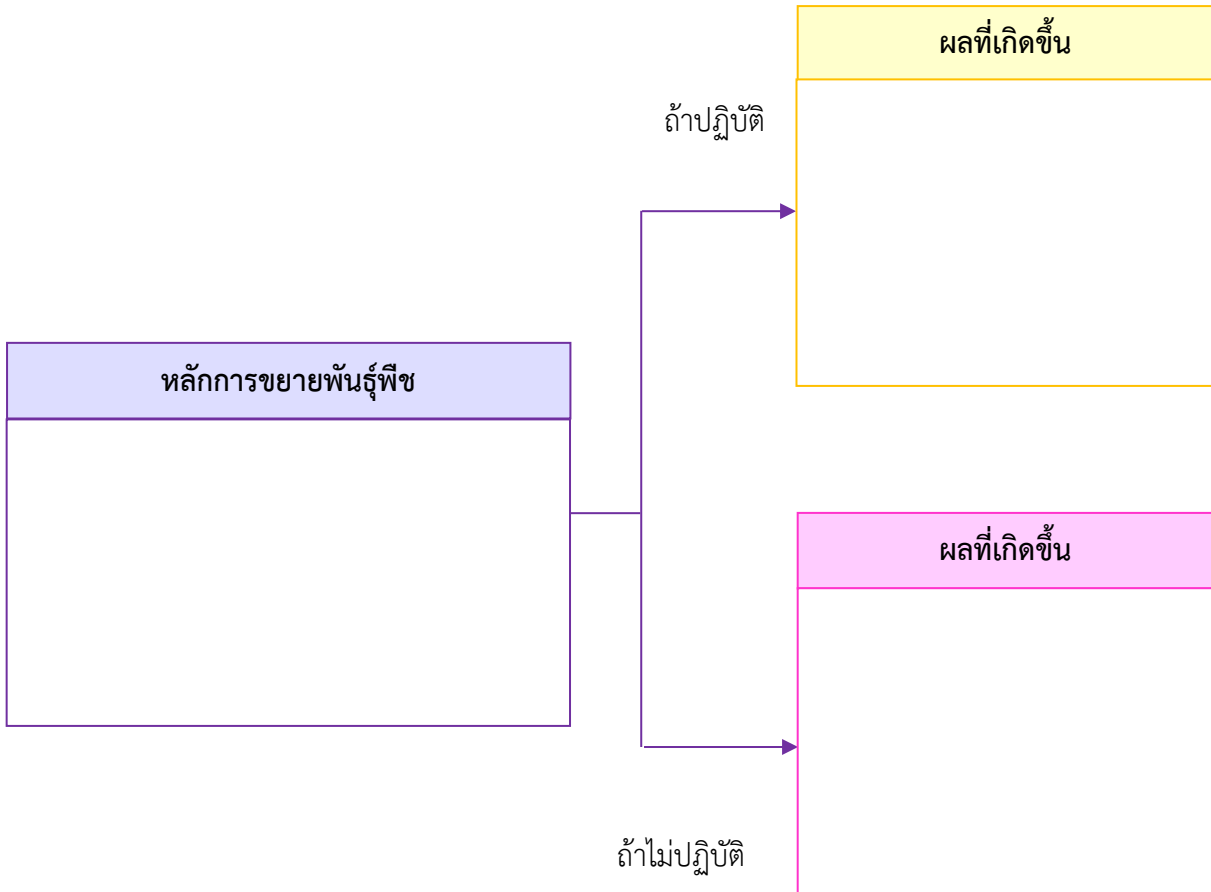 ผลที่เกิดขึ้น
ถ้าปฏิบัติ
หลักการขยายพันธุ์พืช
ผลที่เกิดขึ้น
ถ้าไม่ปฏิบัติ